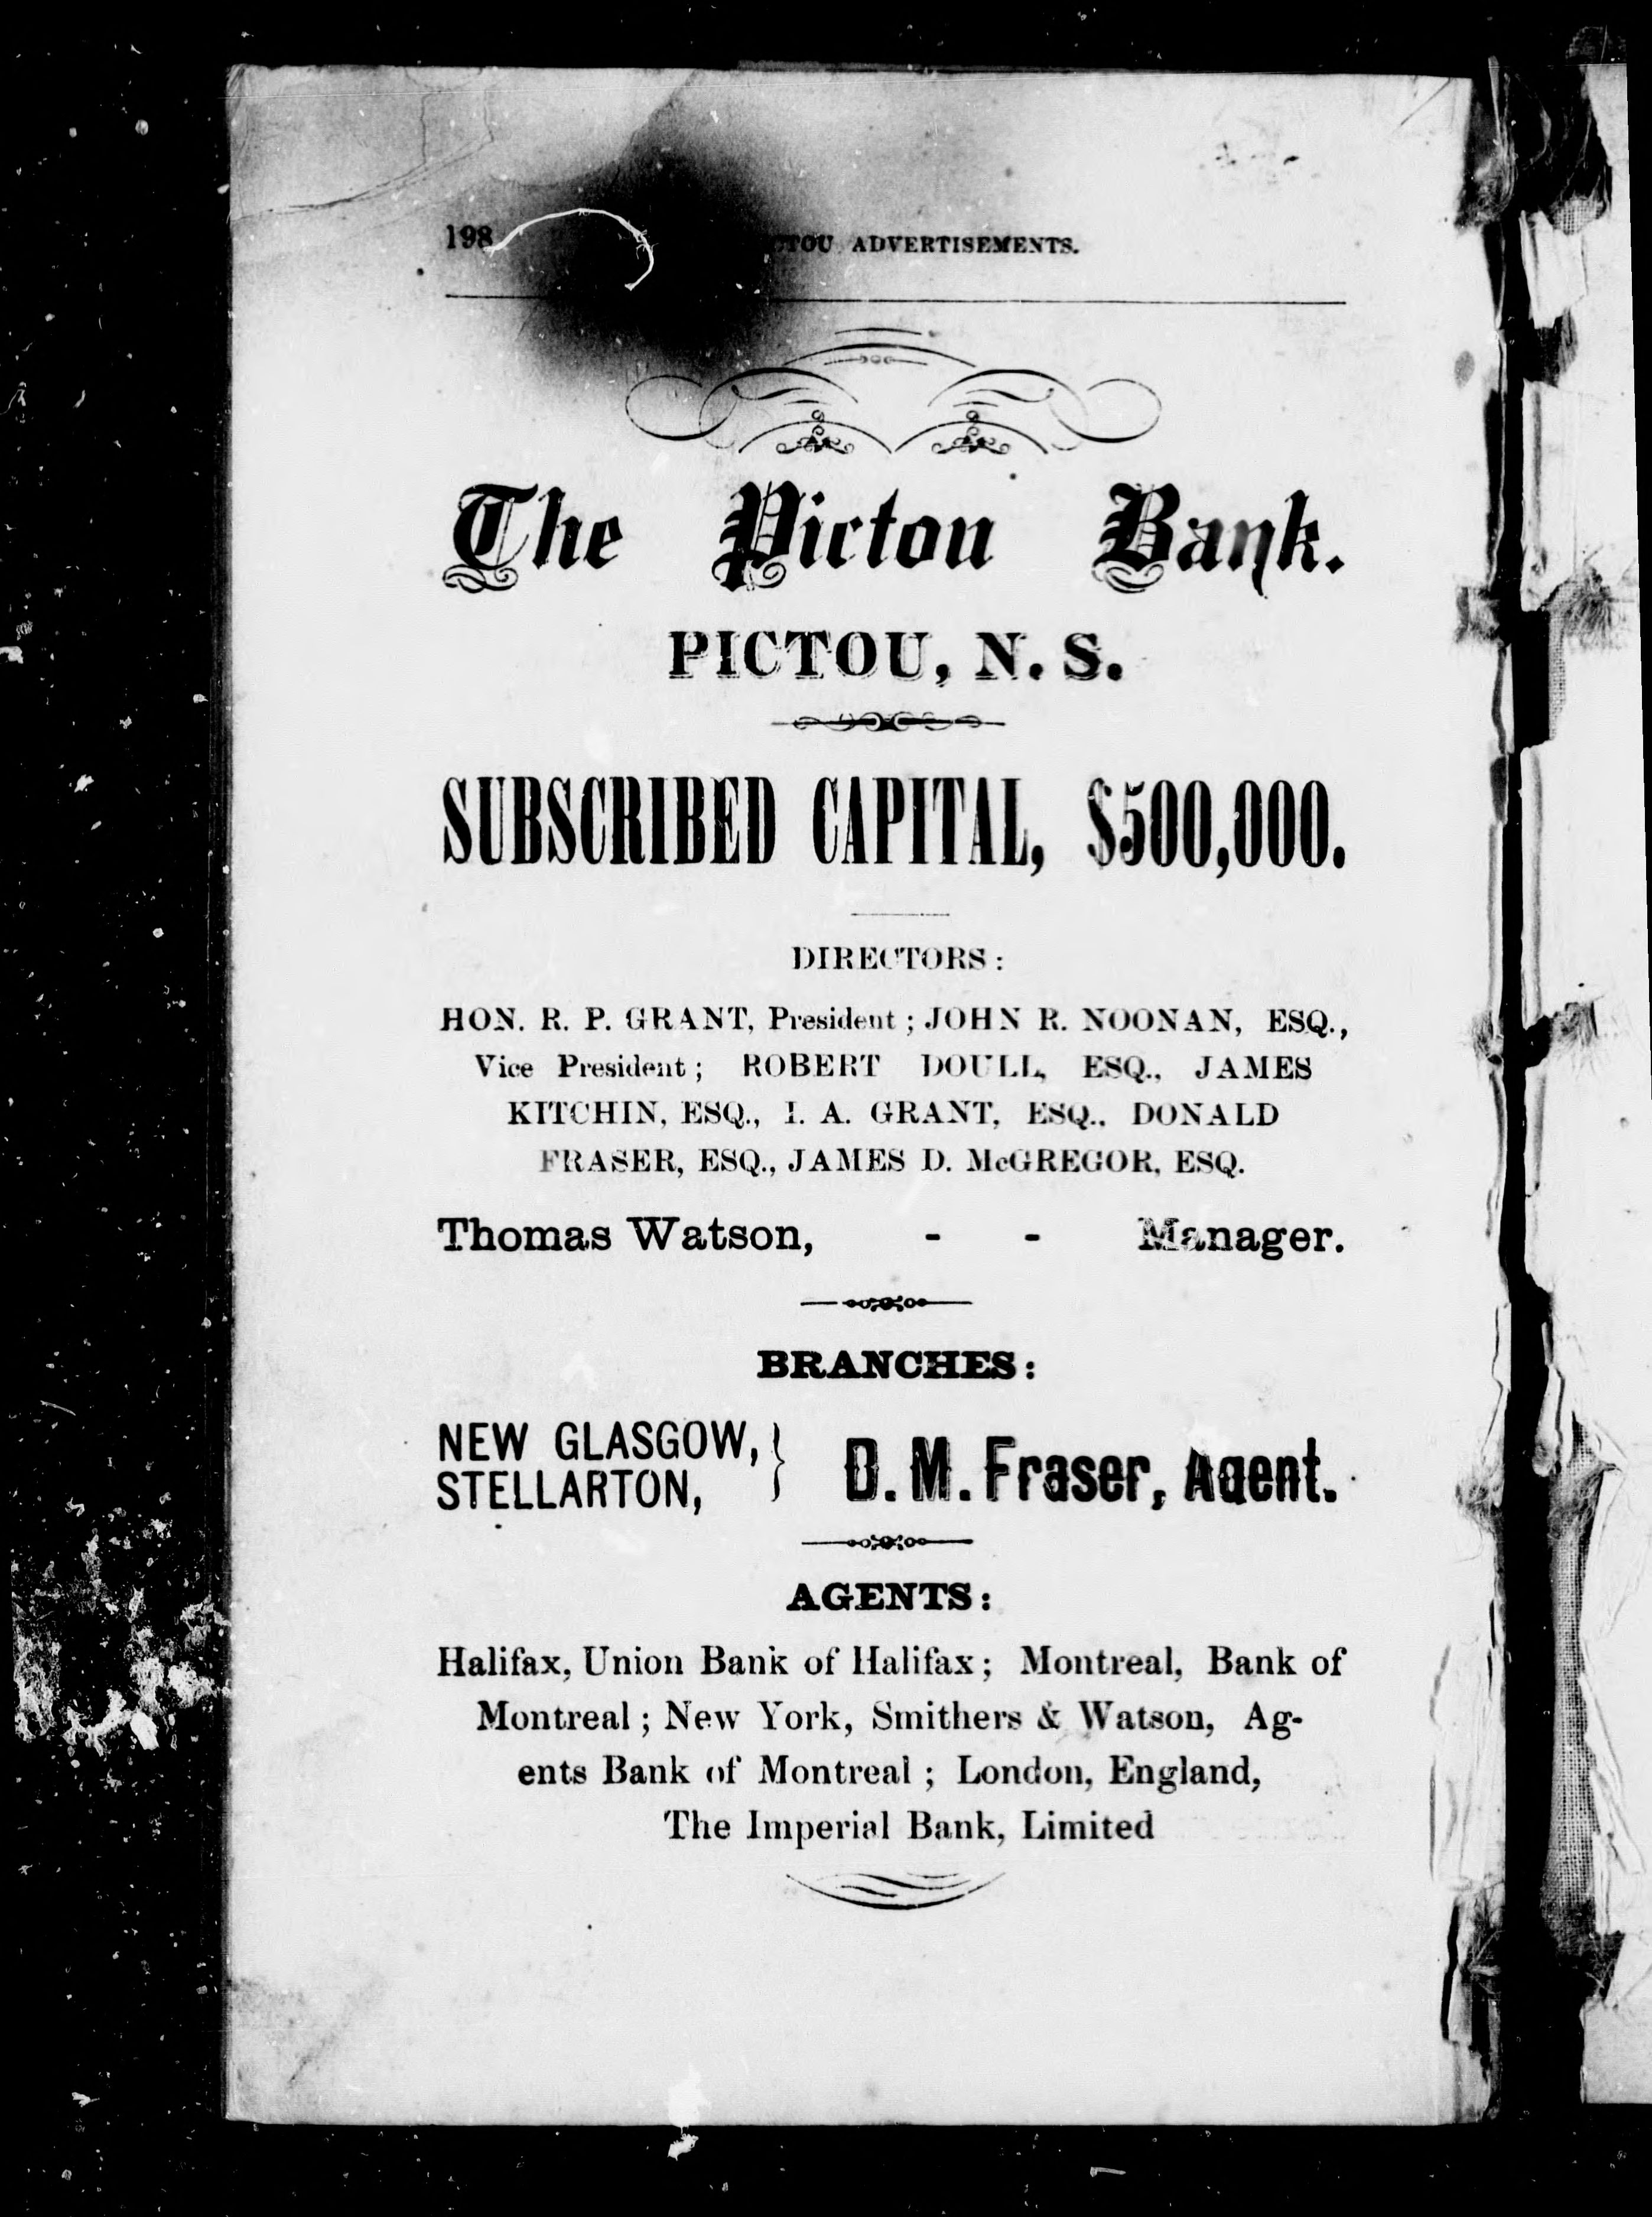 198 ADVERTISEMENTS.
The Pictou Bank.
PICTOU, N. S.
SUBSCRIBED CAPITAL, $500,000.
DIRECTORS:
HON. R. P. GRANT, President; JOHN R. NOONAN, ESQ.,
Vice President; ROBERT DOULL, ESQ., JAMES
KITCHIN, ESQ., I. A. GRANT, ESQ., DONALD
FRASER, ESQ., JAMES D. McGREGOR, ESQ.
Thomas Watson, - - Manager.
BRANCHES:
NEW GLASGOW, } D. M. Fraser, Agent.
STELLARTON,
AGENTS:
Halifax, Union Bank of Halifax; Montreal, Bank of
Montreal; New York, Smithers & Watson, Ag-
ents Bank of Montreal; London, England,
The Imperial Bank, Limited